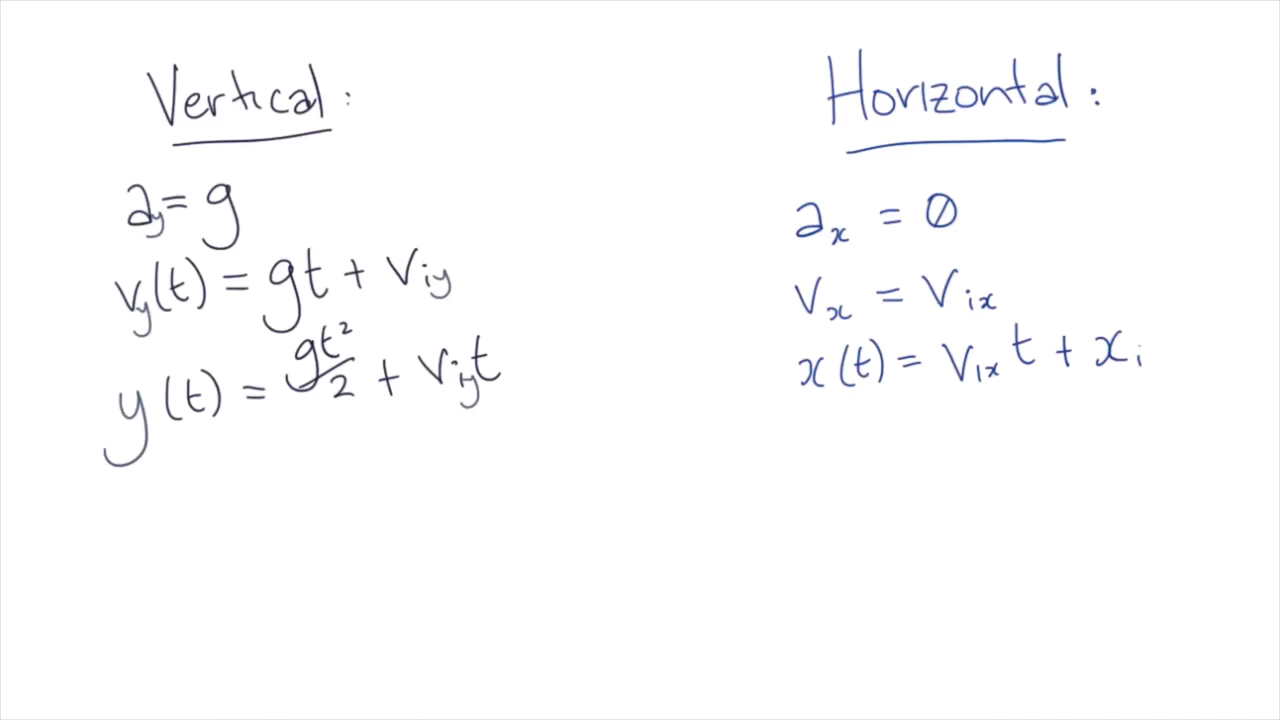 Vertical:
a_y = g
v_y(t) = gt + v_iy
y(t) = gt²/2 + v_iy t
Horizontal:
a_x = 0
v_x = v_ix
x(t) = v_ix t + x_i